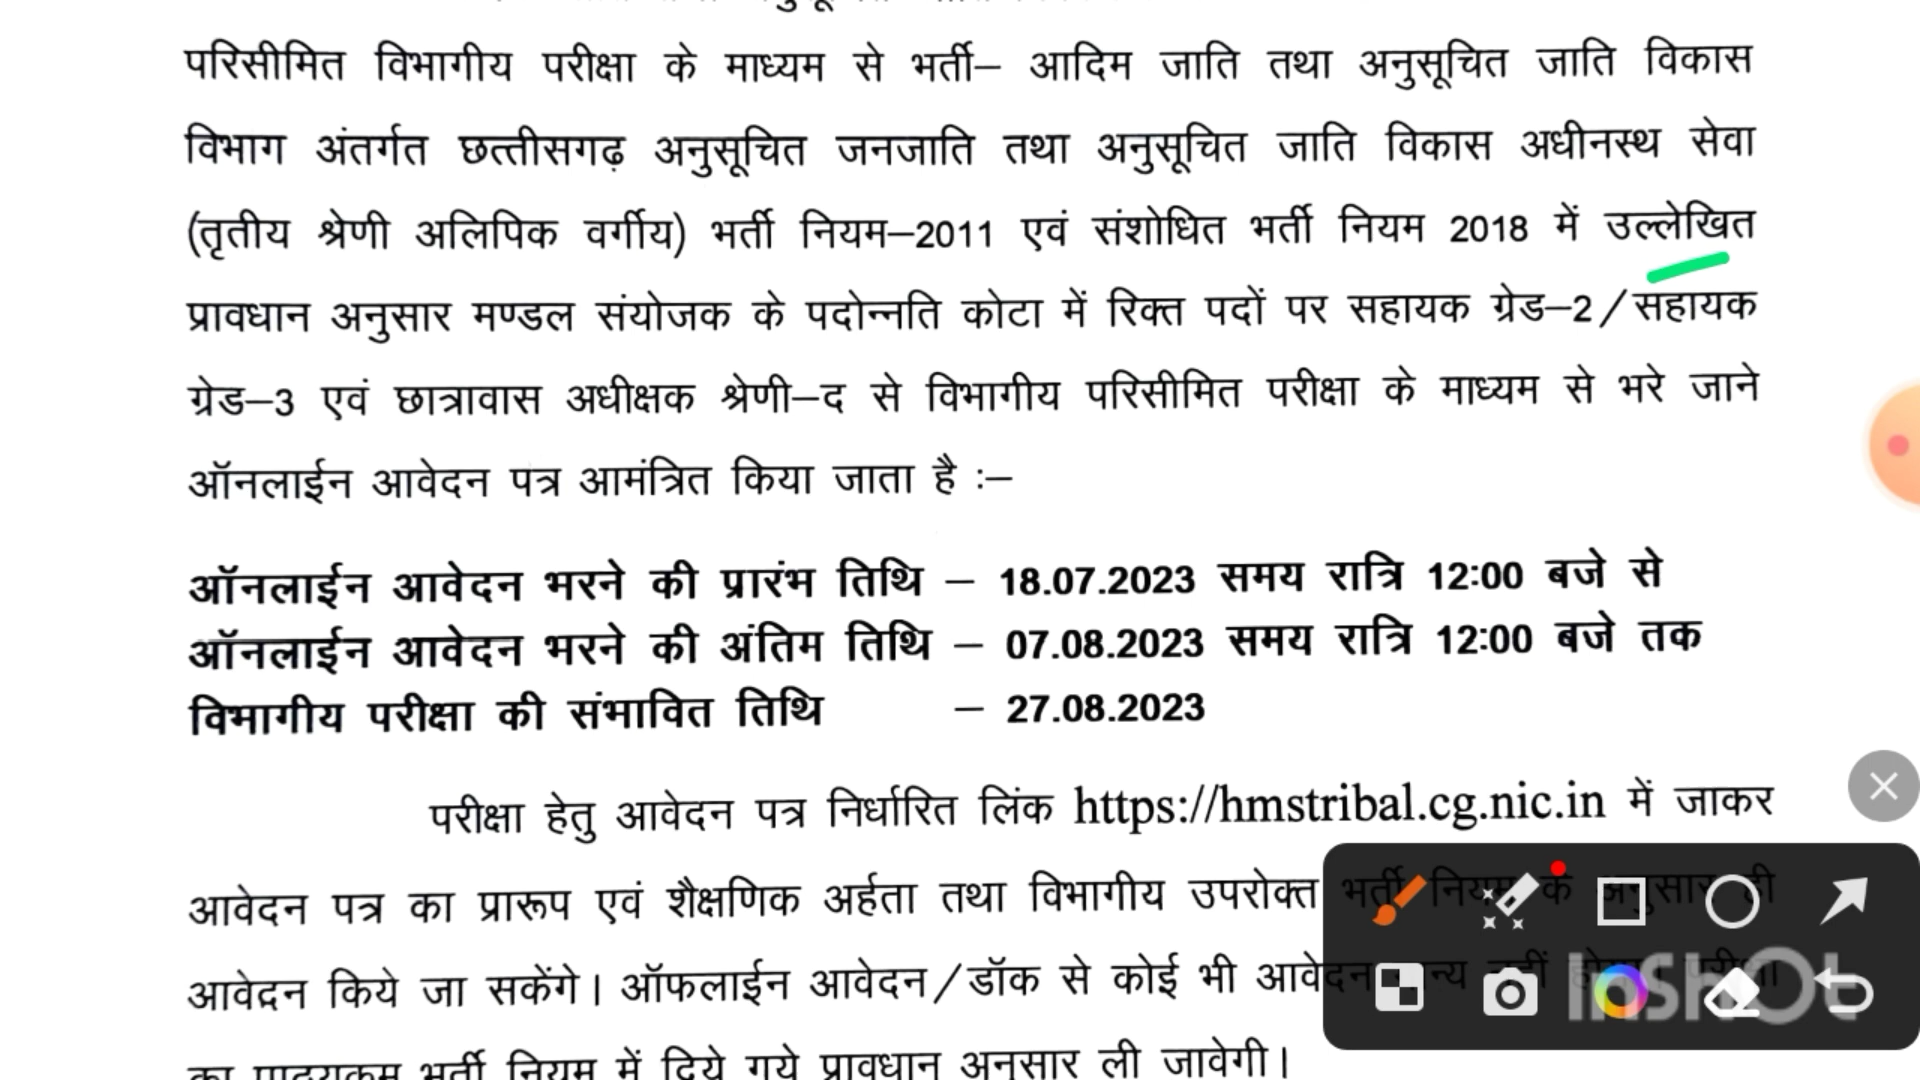 परिसीमित विभागीय परीक्षा के माध्यम से भर्ती– आदिम जाति तथा अनुसूचित जाति विकास
विभाग अंतर्गत छत्तीसगढ़ अनुसूचित जनजाति तथा अनुसूचित जाति विकास अधीनस्थ सेवा
(तृतीय श्रेणी अलिपिक वर्गीय) भर्ती नियम–2011 एवं संशोधित भर्ती नियम 2018 में उल्लेखित
प्रावधान अनुसार मण्डल संयोजक के पदोन्नति कोटा में रिक्त पदों पर सहायक ग्रेड–2/सहायक
ग्रेड–3 एवं छात्रावास अधीक्षक श्रेणी–द से विभागीय परिसीमित परीक्षा के माध्यम से भरे जाने
ऑनलाईन आवेदन पत्र आमंत्रित किया जाता है :–
ऑनलाईन आवेदन भरने की प्रारंभ तिथि – 18.07.2023 समय रात्रि 12:00 बजे से
ऑनलाईन आवेदन भरने की अंतिम तिथि – 07.08.2023 समय रात्रि 12:00 बजे तक
विभागीय परीक्षा की संभावित तिथि – 27.08.2023
परीक्षा हेतु आवेदन पत्र निर्धारित लिंक https://hmstribal.cg.nic.in में जाकर
आवेदन पत्र का प्रारूप एवं शैक्षणिक अर्हता तथा विभागीय उपरोक्त भर्ती नियम के अनुसार ही
आवेदन किये जा सकेंगे। ऑफलाईन आवेदन/डॉक से कोई भी आवेदन
InShOt
का पाठ्यक्रम भर्ती नियम में दिये गये प्रावधान अनुसार ली जावेगी।